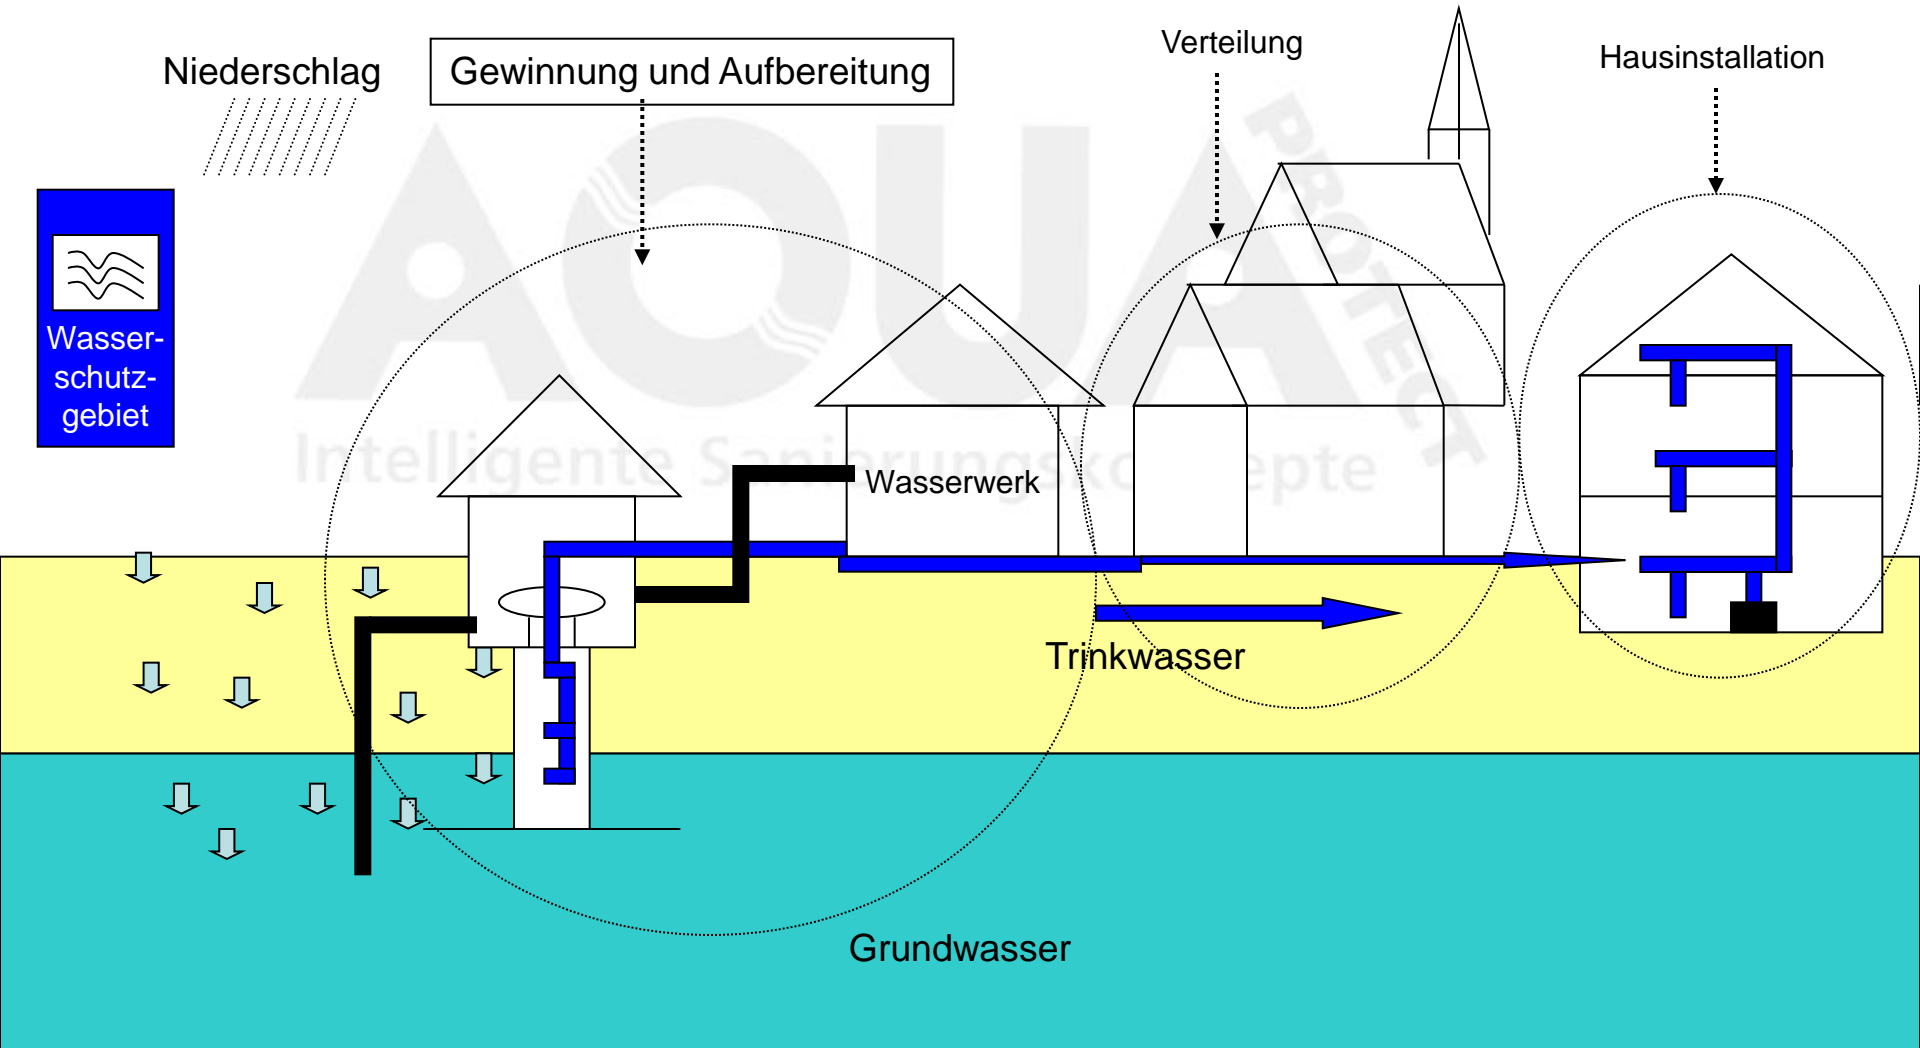 Niederschlag
Gewinnung und Aufbereitung
Verteilung
Hausinstallation
AQUA
PROTECT
Intelligente Sanierungskonzepte
Wasser-
schutz-
gebiet
Wasserwerk
Trinkwasser
Grundwasser